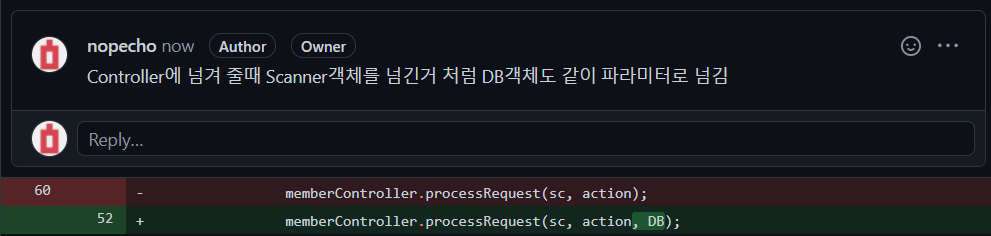 nopecho now Author Owner
Controller에 넘겨 줄때 Scanner객체를 넘긴거 처럼 DB객체도 같이 파라미터로 넘김
Reply...
60 - memberController.processRequest(sc, action);
52 + memberController.processRequest(sc, action, DB);